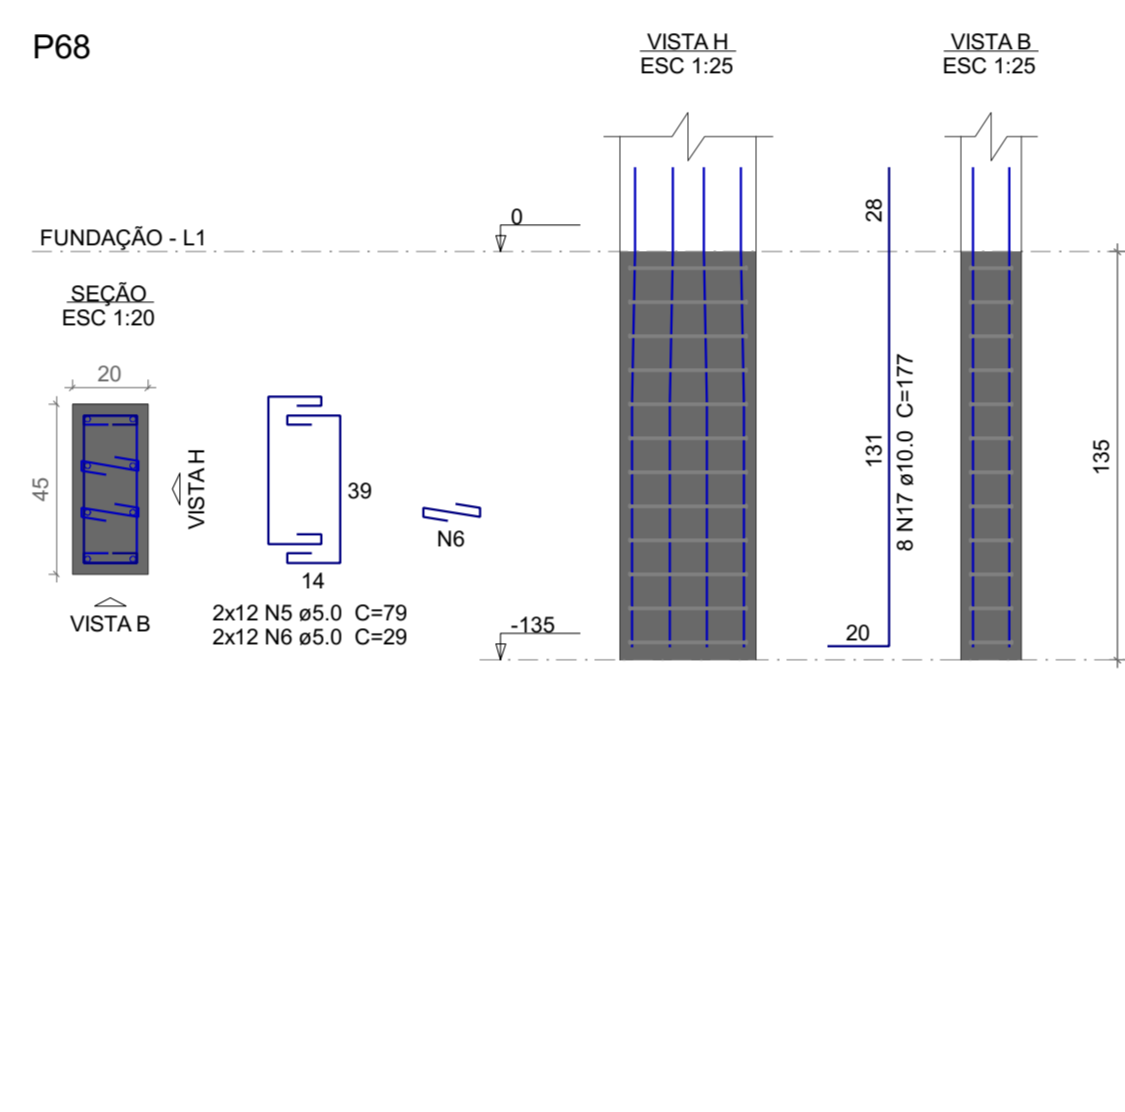 P68
VISTA H
ESC 1:25
VISTA B
ESC 1:25
0
28
FUNDAÇÃO - L1
SEÇÃO
ESC 1:20
20
45
VISTA H
VISTA B
39
14
N6
2x12 N5 ø5.0 C=79
2x12 N6 ø5.0 C=29
-135
131
8 N17 ø10.0 C=177
20
135